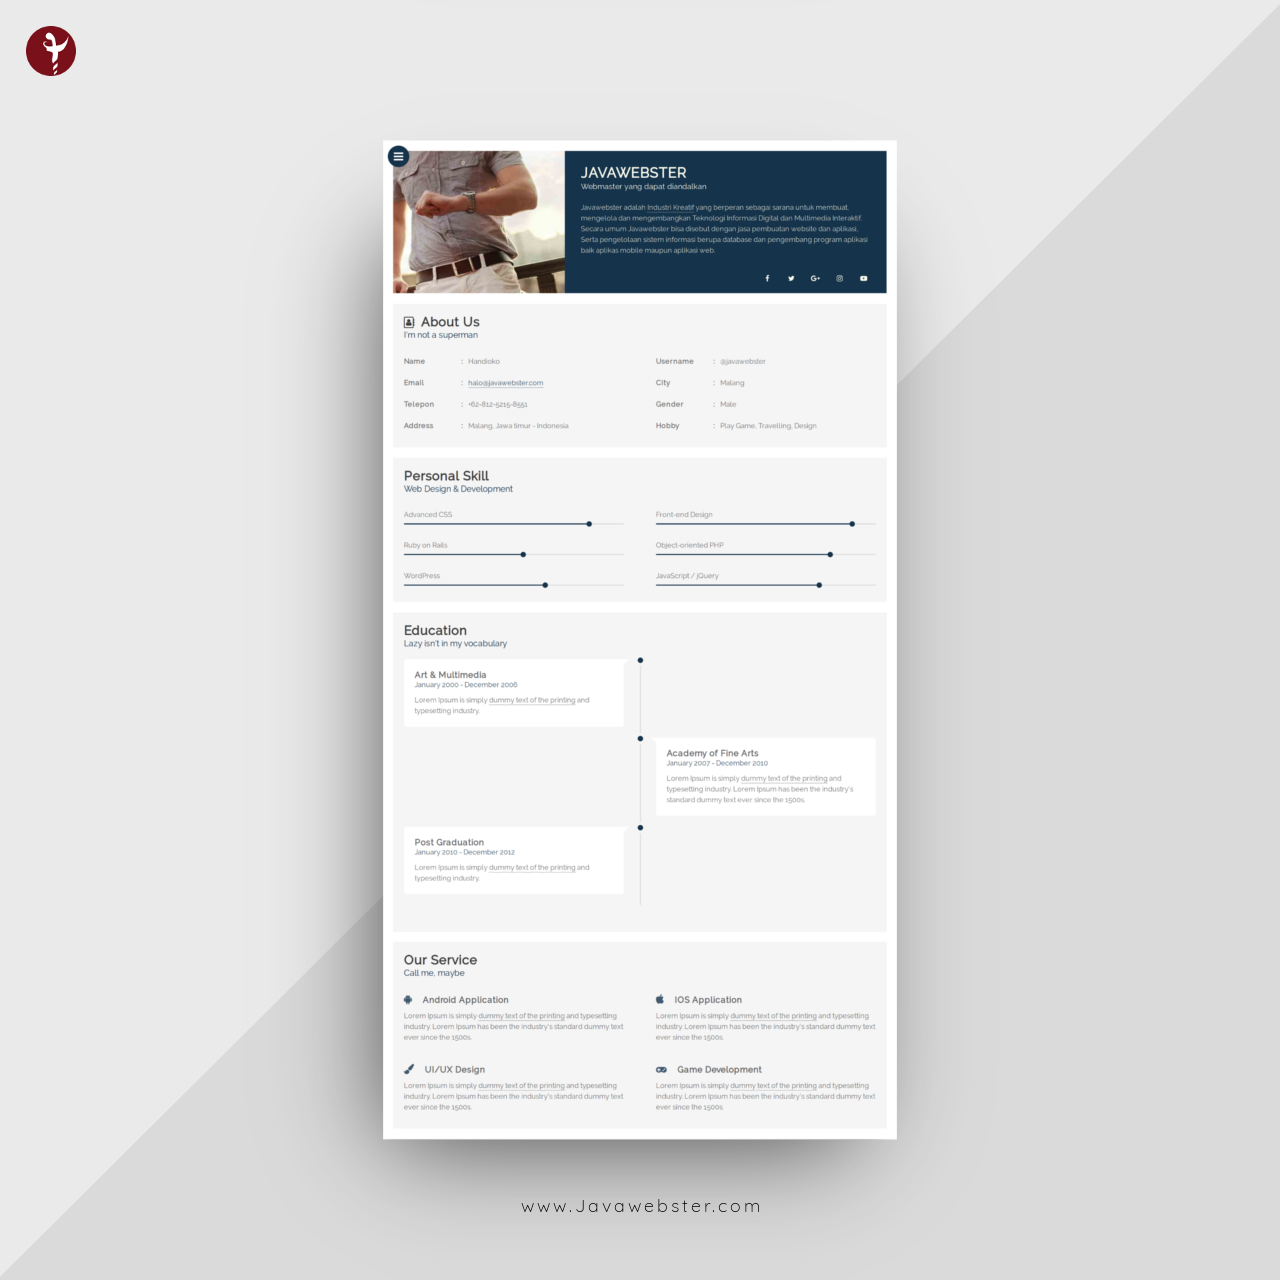 JAVAWEBSTER
Webmaster yang dapat diandalkan
Javawebster adalah Industri Kreatif yang berperan sebagai sarana untuk membuat,
mengelola dan mengembangkan Teknologi Informasi Digital dan Multimedia Interaktif.
Secara umum Javawebster bisa disebut dengan jasa pembuatan website dan aplikasi.
Serta pengelolaan sistem informasi berupa database dan pengembang program aplikasi
baik aplikas mobile maupun aplikasi web.
About Us
I'm not a superman
Name : Handioko
Username : @javawebster
Email : halo@javawebster.com
City : Malang
Telepon : +62-812-5215-8551
Gender : Male
Address : Malang, Jawa timur - Indonesia
Hobby : Play Game, Travelling, Design
Personal Skill
Web Design & Development
Advanced CSS
Front-end Design
Ruby on Rails
Object-oriented PHP
WordPress
JavaScript / jQuery
Education
Lazy isn't in my vocabulary
Art & Multimedia
January 2000 - December 2006
Lorem Ipsum is simply dummy text of the printing and
typesetting industry.
Academy of Fine Arts
January 2007 - December 2010
Lorem Ipsum is simply dummy text of the printing and
typesetting industry. Lorem Ipsum has been the industry's
standard dummy text ever since the 1500s.
Post Graduation
January 2010 - December 2012
Lorem Ipsum is simply dummy text of the printing and
typesetting industry.
Our Service
Call me, maybe
Android Application
Lorem Ipsum is simply dummy text of the printing and typesetting
industry. Lorem Ipsum has been the industry's standard dummy text
ever since the 1500s.
IOS Application
Lorem Ipsum is simply dummy text of the printing and typesetting
industry. Lorem Ipsum has been the industry's standard dummy text
ever since the 1500s.
UI/UX Design
Lorem Ipsum is simply dummy text of the printing and typesetting
industry. Lorem Ipsum has been the industry's standard dummy text
ever since the 1500s.
Game Development
Lorem Ipsum is simply dummy text of the printing and typesetting
industry. Lorem Ipsum has been the industry's standard dummy text
ever since the 1500s.
www.Javawebster.com